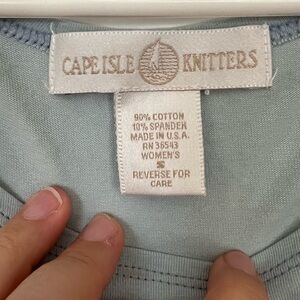 CAPE ISLE KNITTERS
90% COTTON
10% SPANDEX
MADE IN U.S.A.
RN 36543
WOMEN'S
S
REVERSE FOR
CARE